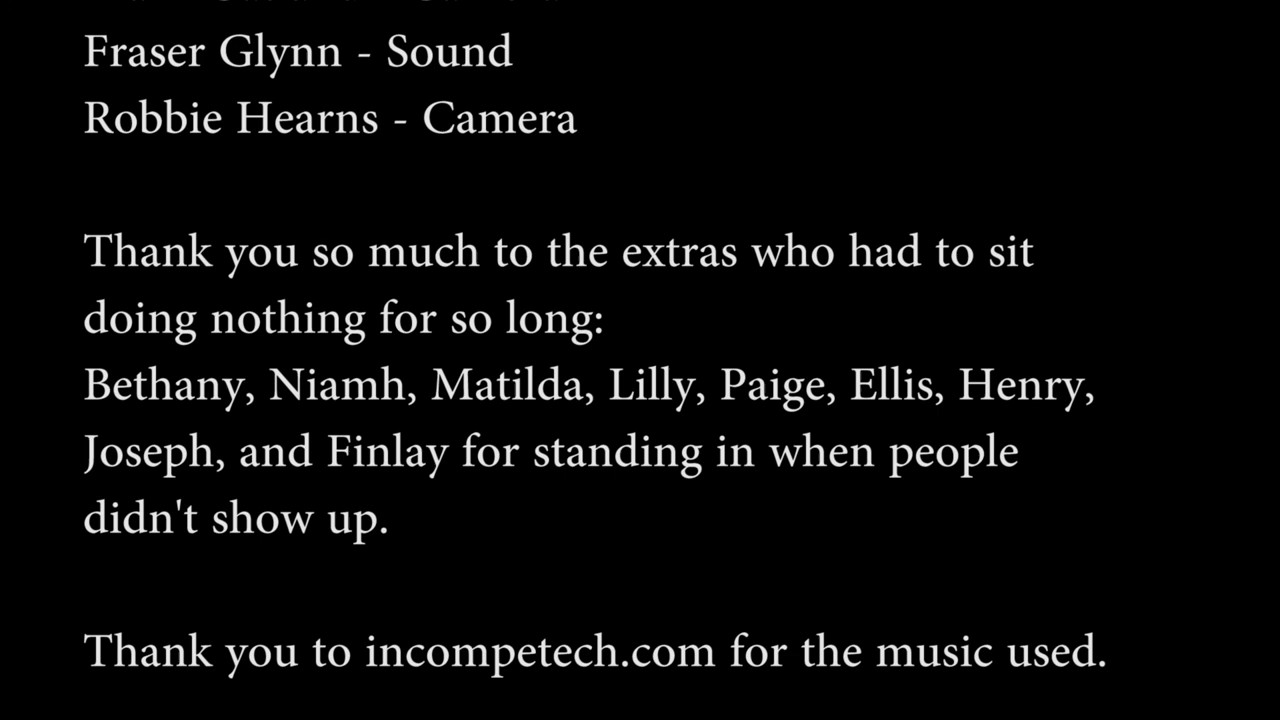 Fraser Glynn - Sound
Robbie Hearns - Camera
Thank you so much to the extras who had to sit
doing nothing for so long:
Bethany, Niamh, Matilda, Lilly, Paige, Ellis, Henry,
Joseph, and Finlay for standing in when people
didn't show up.
Thank you to incompetech.com for the music used.